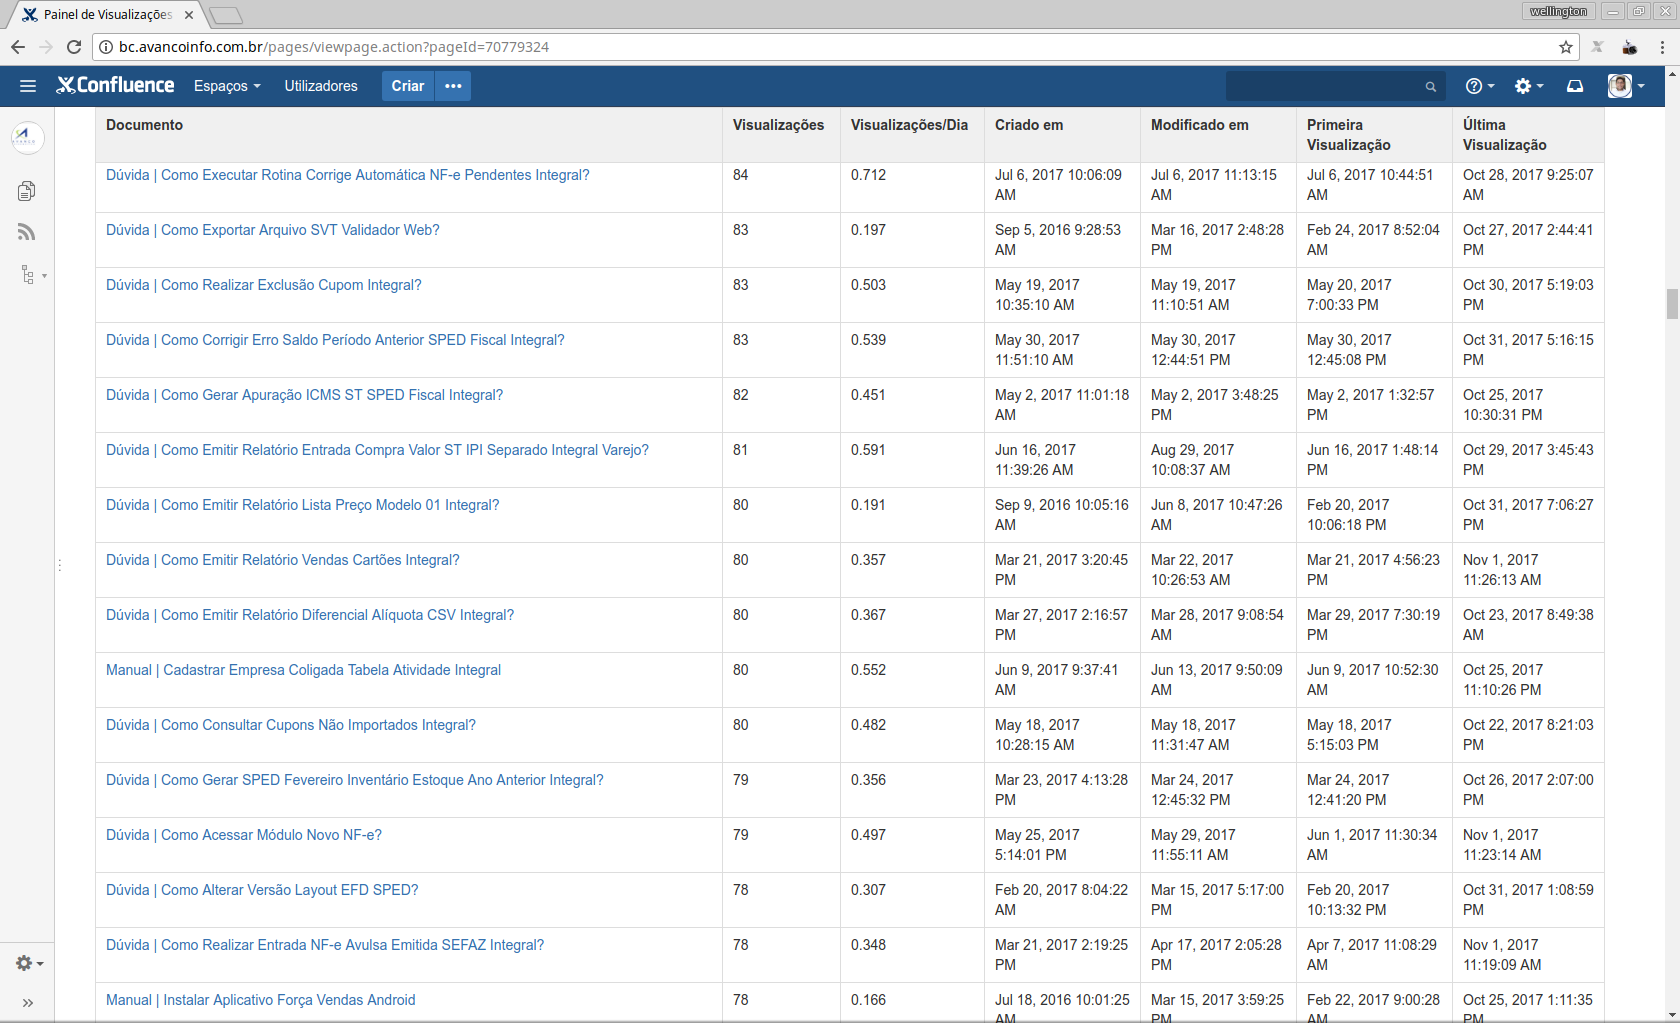 Painel de Visualizações
wellington
bc.avancoinfo.com.br/pages/viewpage.action?pageId=70779324
Confluence Espaços Utilizadores Criar •••
Documento Visualizações Visualizações/Dia Criado em Modificado em Primeira Visualização Última Visualização
Dúvida | Como Executar Rotina Corrige Automática NF-e Pendentes Integral? 84 0.712 Jul 6, 2017 10:06:09 AM Jul 6, 2017 11:13:15 AM Jul 6, 2017 10:44:51 AM Oct 28, 2017 9:25:07 AM
Dúvida | Como Exportar Arquivo SVT Validador Web? 83 0.197 Sep 5, 2016 9:28:53 AM Mar 16, 2017 2:48:28 PM Feb 24, 2017 8:52:04 AM Oct 27, 2017 2:44:41 PM
Dúvida | Como Realizar Exclusão Cupom Integral? 83 0.503 May 19, 2017 10:35:10 AM May 19, 2017 11:10:51 AM May 20, 2017 7:00:33 PM Oct 30, 2017 5:19:03 PM
Dúvida | Como Corrigir Erro Saldo Período Anterior SPED Fiscal Integral? 83 0.539 May 30, 2017 11:51:10 AM May 30, 2017 12:44:51 PM May 30, 2017 12:45:08 PM Oct 31, 2017 5:16:15 PM
Dúvida | Como Gerar Apuração ICMS ST SPED Fiscal Integral? 82 0.451 May 2, 2017 11:01:18 AM May 2, 2017 3:48:25 PM May 2, 2017 1:32:57 PM Oct 25, 2017 10:30:31 PM
Dúvida | Como Emitir Relatório Entrada Compra Valor ST IPI Separado Integral Varejo? 81 0.591 Jun 16, 2017 11:39:26 AM Aug 29, 2017 10:08:37 AM Jun 16, 2017 1:48:14 PM Oct 29, 2017 3:45:43 PM
Dúvida | Como Emitir Relatório Lista Preço Modelo 01 Integral? 80 0.191 Sep 9, 2016 10:05:16 AM Jun 8, 2017 10:47:26 AM Feb 20, 2017 10:06:18 PM Oct 31, 2017 7:06:27 PM
Dúvida | Como Emitir Relatório Vendas Cartões Integral? 80 0.357 Mar 21, 2017 3:20:45 PM Mar 22, 2017 10:26:53 AM Mar 21, 2017 4:56:23 PM Nov 1, 2017 11:26:13 AM
Dúvida | Como Emitir Relatório Diferencial Alíquota CSV Integral? 80 0.367 Mar 27, 2017 2:16:57 PM Mar 28, 2017 9:08:54 AM Mar 29, 2017 7:30:19 PM Oct 23, 2017 8:49:38 AM
Manual | Cadastrar Empresa Coligada Tabela Atividade Integral 80 0.552 Jun 9, 2017 9:37:41 AM Jun 13, 2017 9:50:09 AM Jun 9, 2017 10:52:30 AM Oct 25, 2017 11:10:26 PM
Dúvida | Como Consultar Cupons Não Importados Integral? 80 0.482 May 18, 2017 10:28:15 AM May 18, 2017 11:31:47 AM May 18, 2017 5:15:03 PM Oct 22, 2017 8:21:03 PM
Dúvida | Como Gerar SPED Fevereiro Inventário Estoque Ano Anterior Integral? 79 0.356 Mar 23, 2017 4:13:28 PM Mar 24, 2017 12:45:32 PM Mar 24, 2017 12:41:20 PM Oct 26, 2017 2:07:00 PM
Dúvida | Como Acessar Módulo Novo NF-e? 79 0.497 May 25, 2017 5:14:01 PM May 29, 2017 11:55:11 AM Jun 1, 2017 11:30:34 AM Nov 1, 2017 11:23:14 AM
Dúvida | Como Alterar Versão Layout EFD SPED? 78 0.307 Feb 20, 2017 8:04:22 AM Mar 15, 2017 5:17:00 PM Feb 20, 2017 10:13:32 PM Oct 31, 2017 1:08:59 PM
Dúvida | Como Realizar Entrada NF-e Avulsa Emitida SEFAZ Integral? 78 0.348 Mar 21, 2017 2:19:25 PM Apr 17, 2017 2:05:28 PM Apr 7, 2017 11:08:29 AM Nov 1, 2017 11:19:09 AM
Manual | Instalar Aplicativo Força Vendas Android 78 0.166 Jul 18, 2016 10:01:25 AM Mar 15, 2017 3:59:25 PM Feb 22, 2017 9:00:28 AM Oct 25, 2017 1:11:35 PM